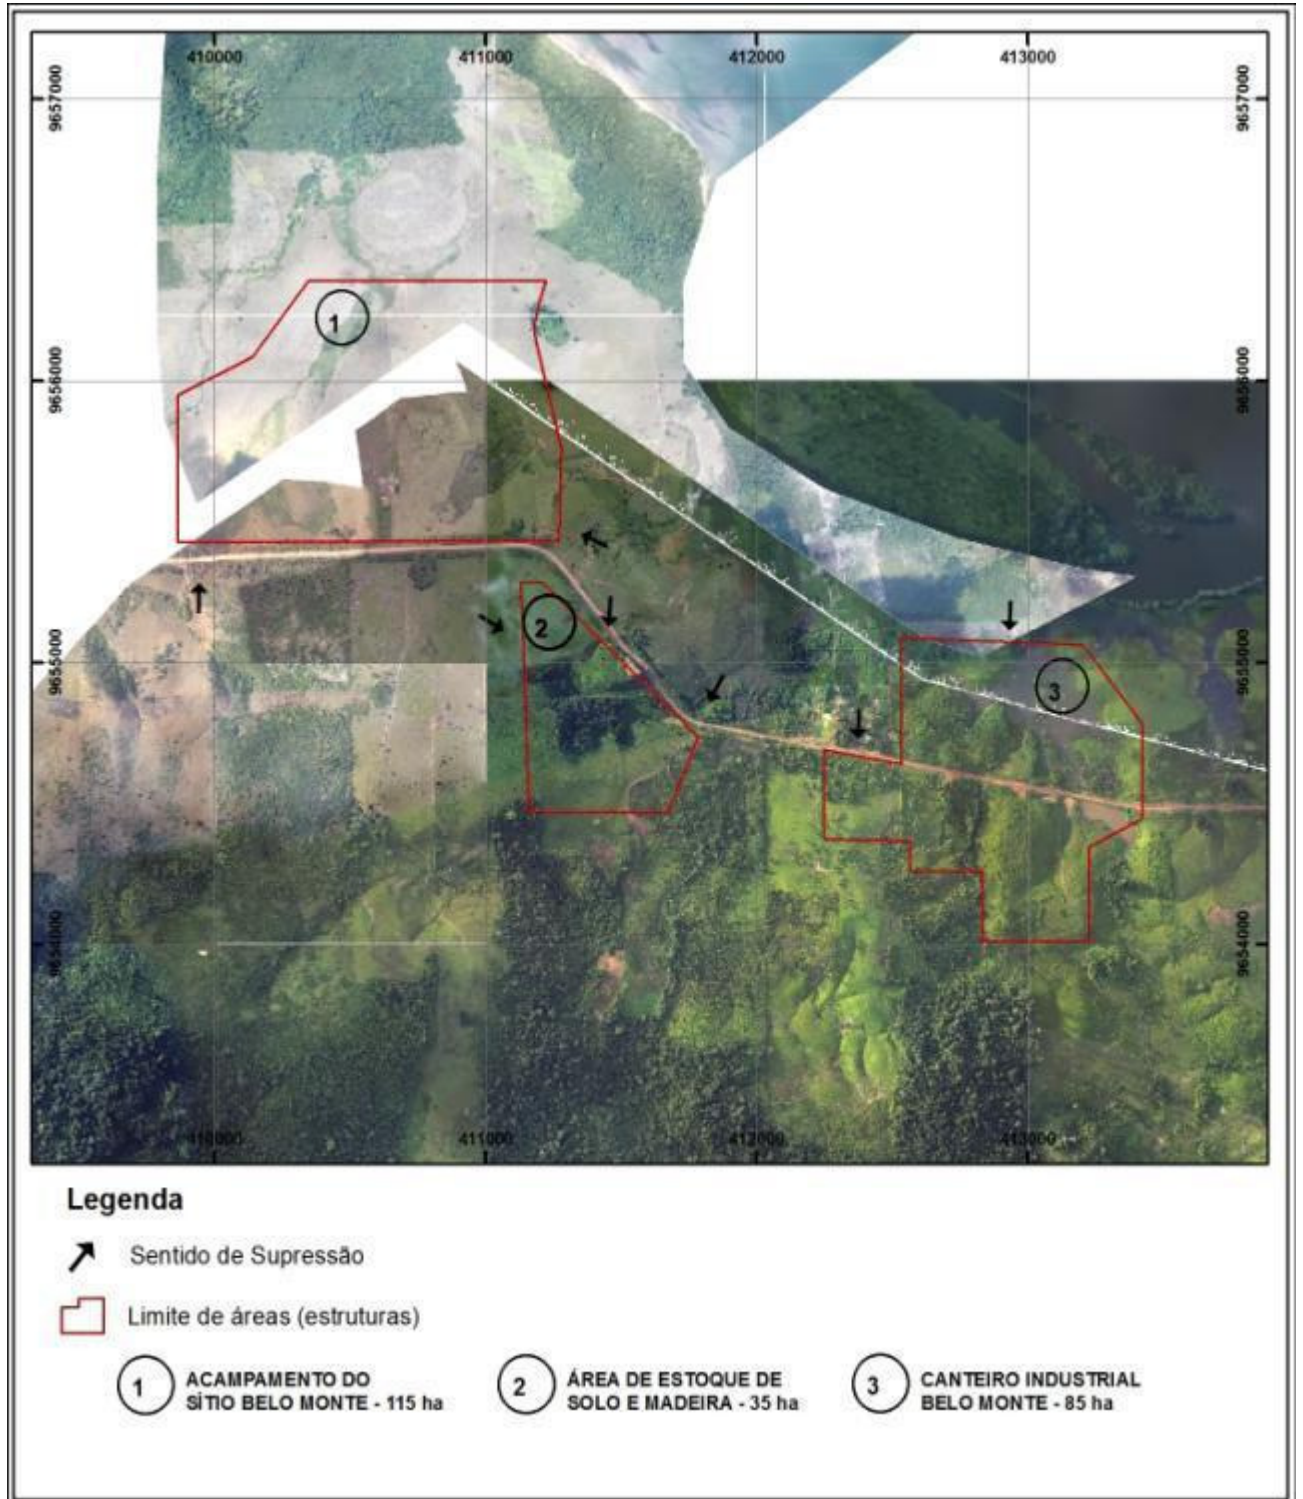 410000 411000 412000 413000
9657000 9657000
1
9656000 9656000
2
9655000 9655000
3
9654000 9654000
410000 411000 412000 413000
Legenda
Sentido de Supressão
Limite de áreas (estruturas)
1 ACAMPAMENTO DO
SÍTIO BELO MONTE - 115 ha
2 ÁREA DE ESTOQUE DE
SOLO E MADEIRA - 35 ha
3 CANTEIRO INDUSTRIAL
BELO MONTE - 85 ha